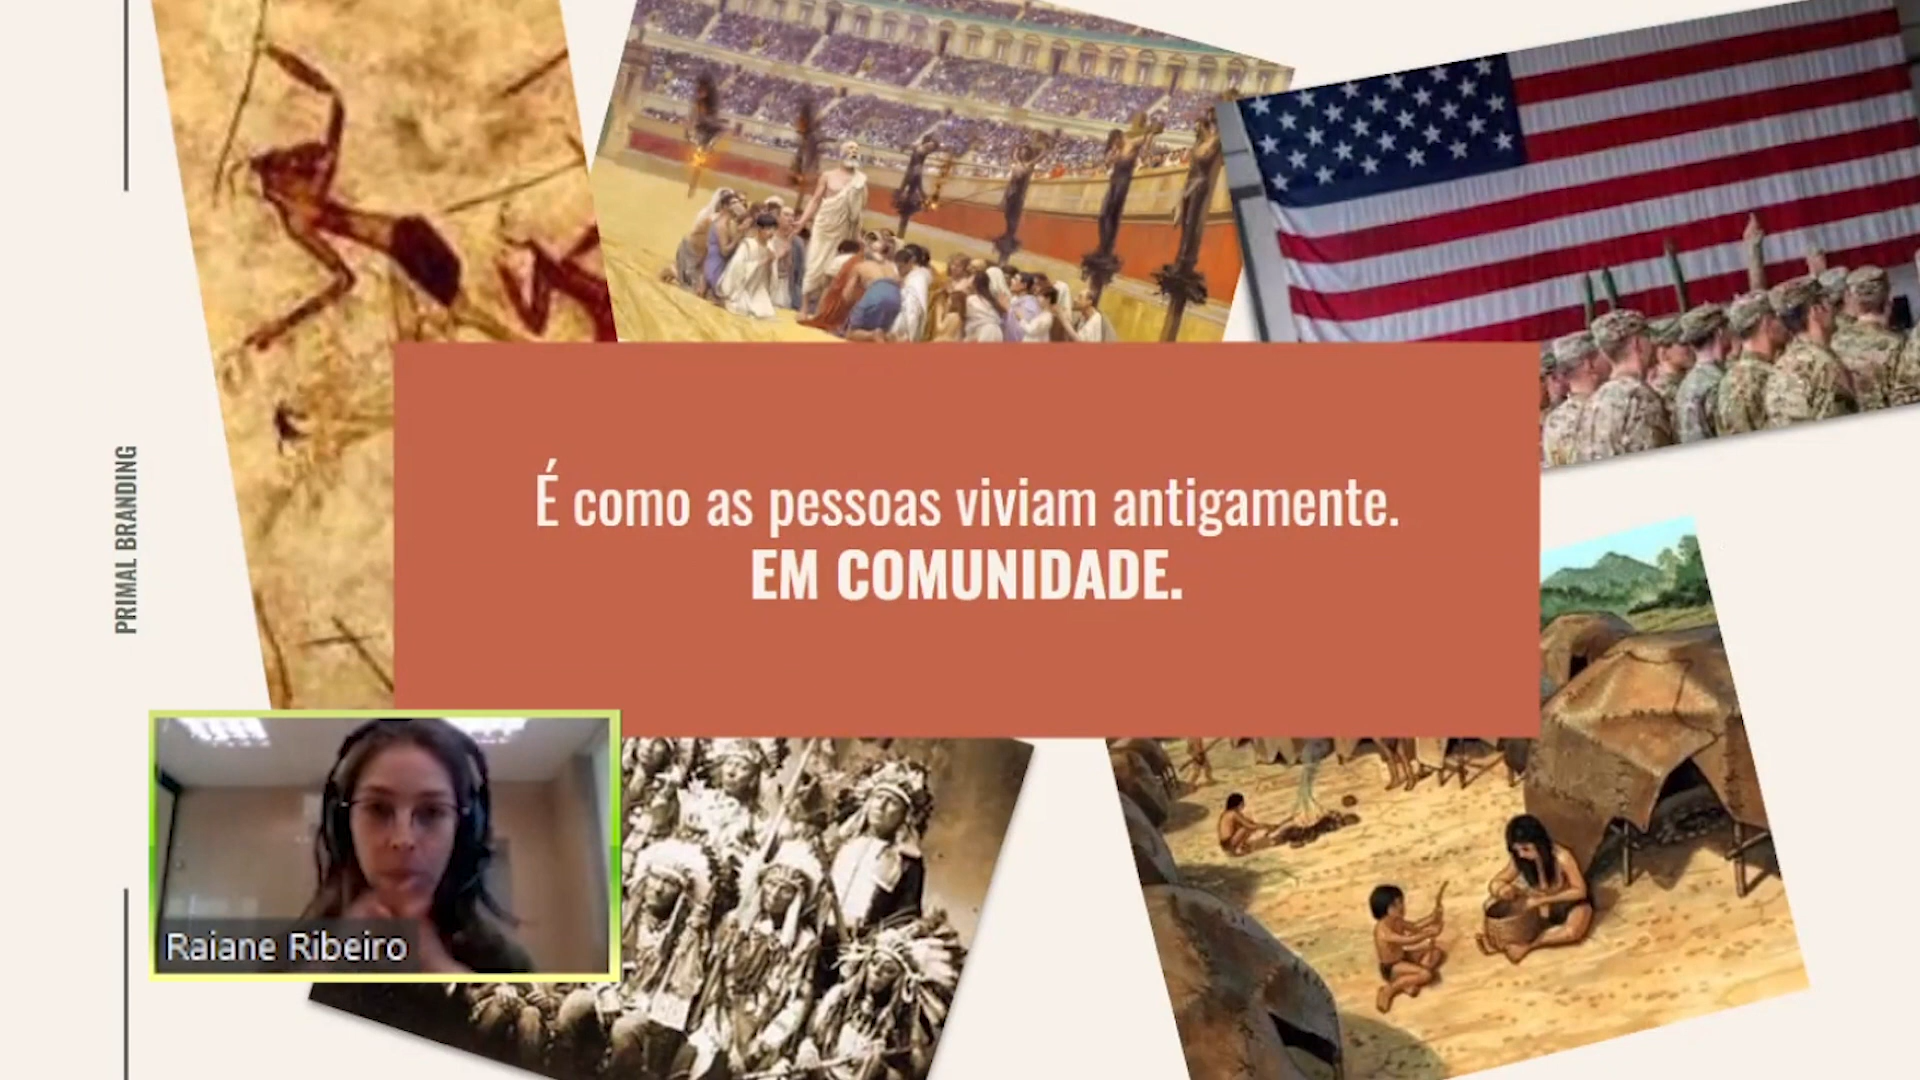 PRIMAL BRANDING
É como as pessoas viviam antigamente.
EM COMUNIDADE.
Raiane Ribeiro